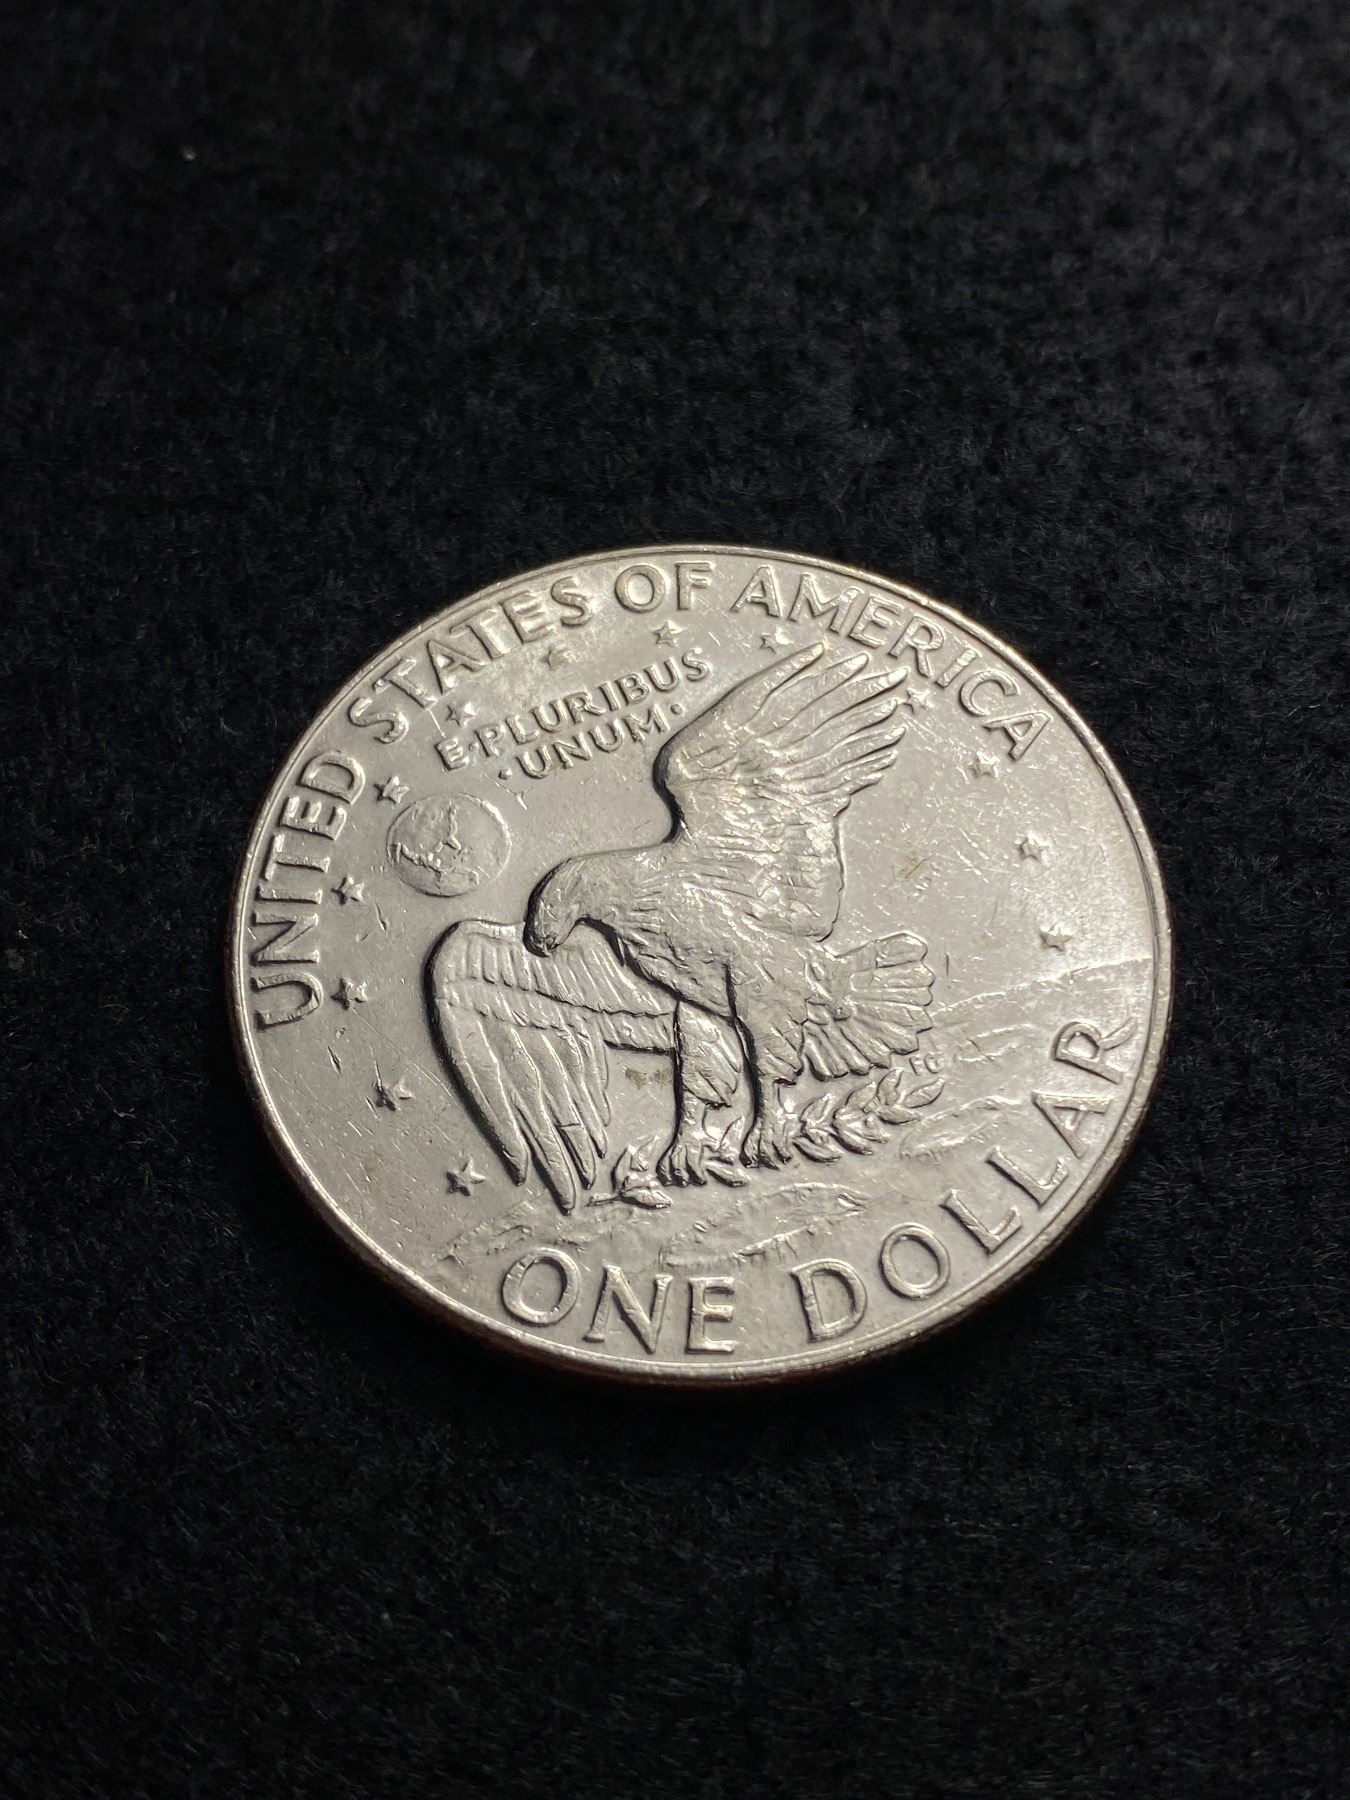 UNITED STATES OF AMERICA
E·PLURIBUS
·UNUM·
FG
ONE DOLLAR